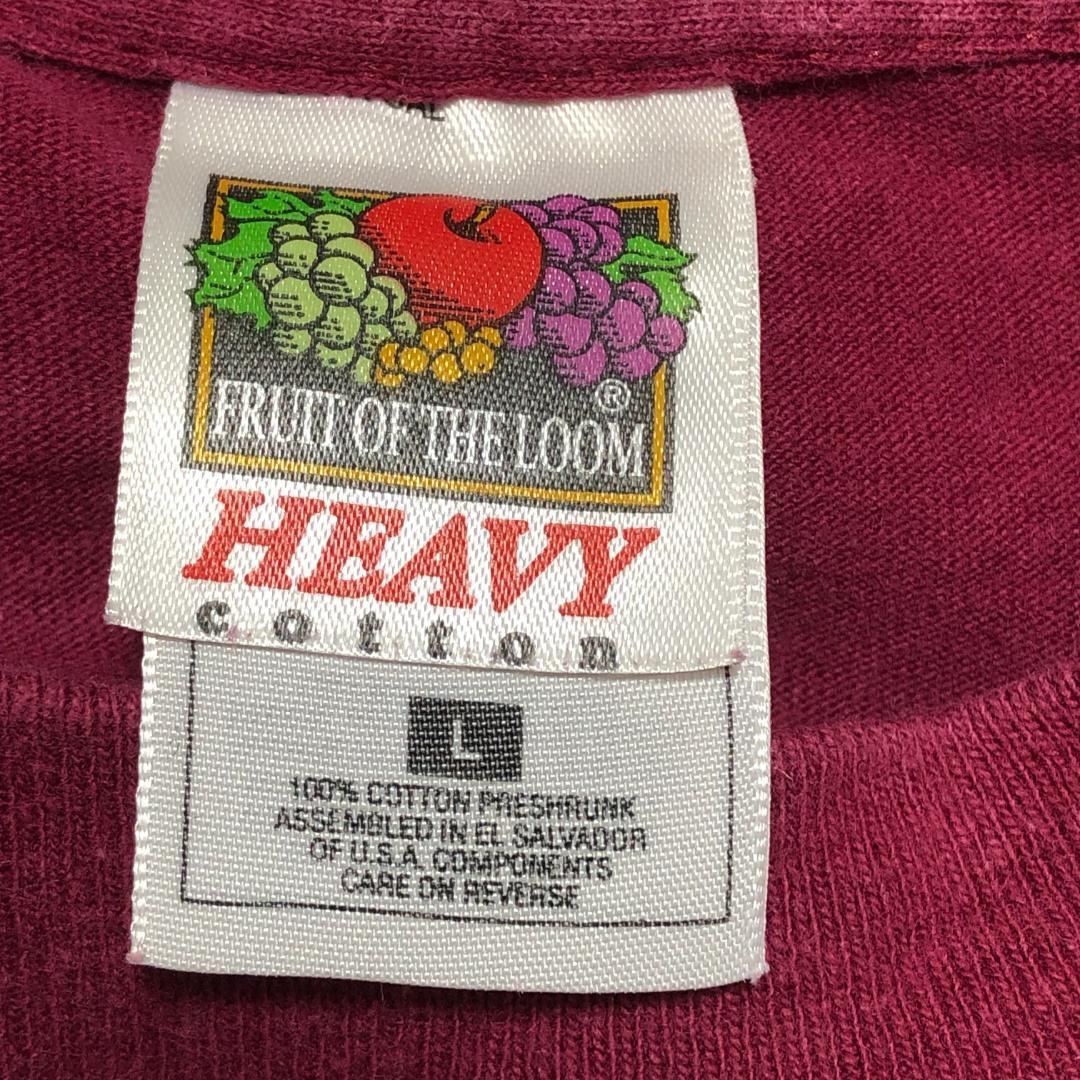 FRUIT OF THE LOOM ®
HEAVY
cotton
L
100% COTTON PRESHRUNK
ASSEMBLED IN EL SALVADOR
OF U.S.A. COMPONENTS
CARE ON REVERSE